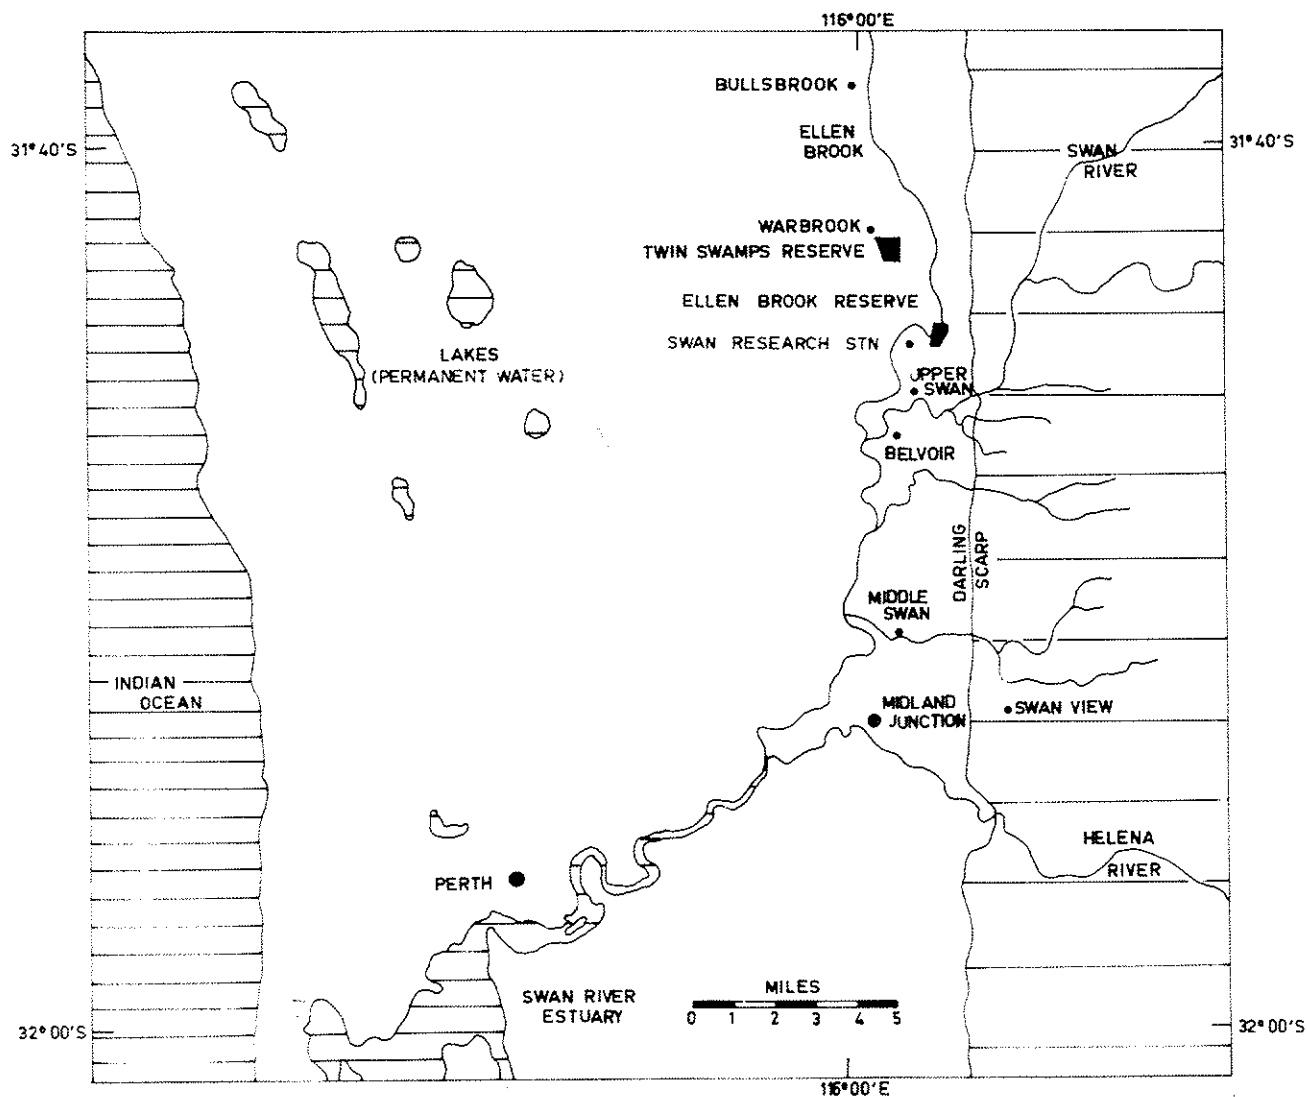 116°00'E
BULLSBROOK
ELLEN
BROOK
31°40'S
31°40'S
SWAN
RIVER
WARBROOK
TWIN SWAMPS RESERVE
ELLEN BROOK RESERVE
SWAN RESEARCH STN
LAKES
(PERMANENT WATER)
UPPER
SWAN
BELVOIR
DARLING
SCARP
MIDDLE
SWAN
INDIAN
OCEAN
MIDLAND
JUNCTION
SWAN VIEW
HELENA
RIVER
PERTH
SWAN RIVER
ESTUARY
MILES
0 1 2 3 4 5
32°00'S
32°00'S
116°00'E